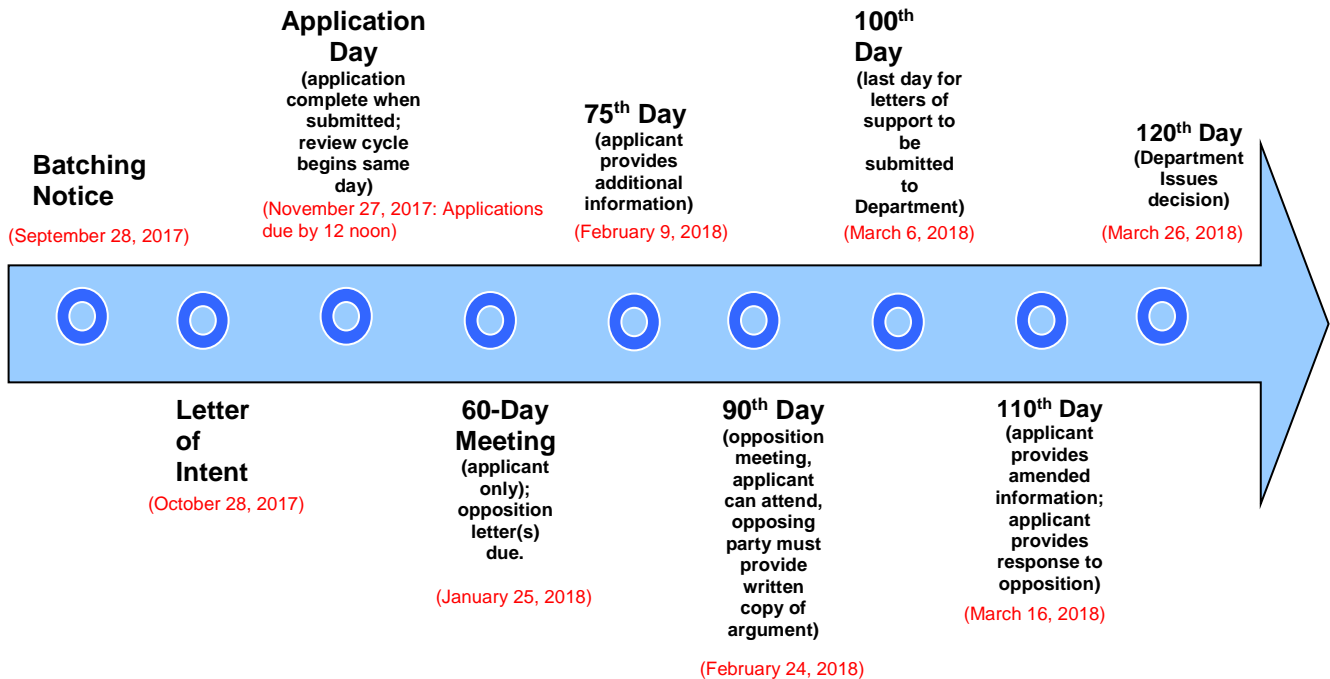 Batching
Notice
(September 28, 2017)
Letter
of
Intent
(October 28, 2017)
Application
Day
(application
complete when
submitted;
review cycle
begins same
day)
(November 27, 2017: Applications
due by 12 noon)
60-Day
Meeting
(applicant
only);
opposition
letter(s)
due.
(January 25, 2018)
75th Day
(applicant
provides
additional
information)
(February 9, 2018)
90th Day
(opposition
meeting,
applicant
can attend,
opposing
party must
provide
written
copy of
argument)
(February 24, 2018)
100th
Day
(last day for
letters of
support to
be
submitted
to
Department)
(March 6, 2018)
110th Day
(applicant
provides
amended
information;
applicant
provides
response to
opposition)
(March 16, 2018)
120th Day
(Department
Issues
decision)
(March 26, 2018)